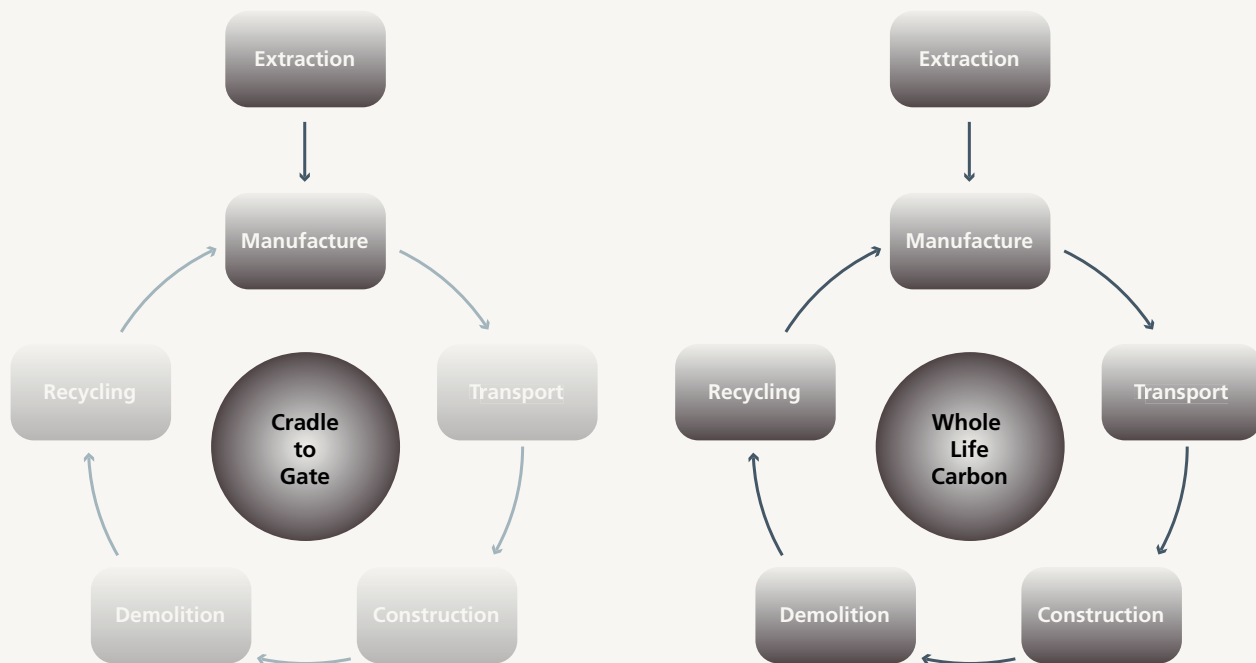 Extraction
Manufacture
Recycling
Transport
Cradle
to
Gate
Demolition
Construction
Extraction
Manufacture
Recycling
Transport
Whole
Life
Carbon
Demolition
Construction